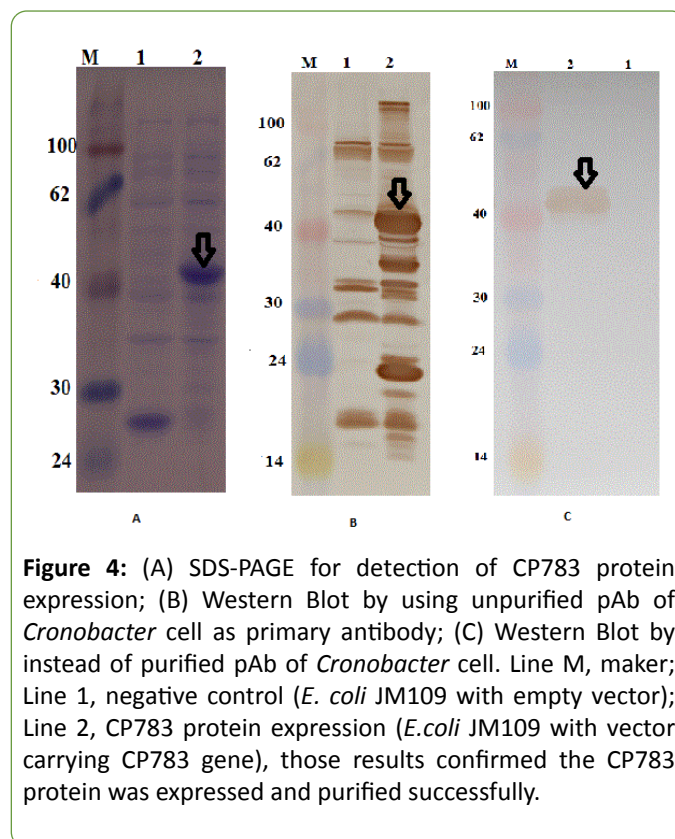 M 1 2
100
62
40
30
24
A
M 1 2
100
62
40
30
24
14
B
M 2 1
100
62
40
30
24
14
C
Figure 4: (A) SDS-PAGE for detection of CP783 protein
expression; (B) Western Blot by using unpurified pAb of
Cronobacter cell as primary antibody; (C) Western Blot by
instead of purified pAb of Cronobacter cell. Line M, maker;
Line 1, negative control (E. coli JM109 with empty vector);
Line 2, CP783 protein expression (E.coli JM109 with vector
carrying CP783 gene), those results confirmed the CP783
protein was expressed and purified successfully.